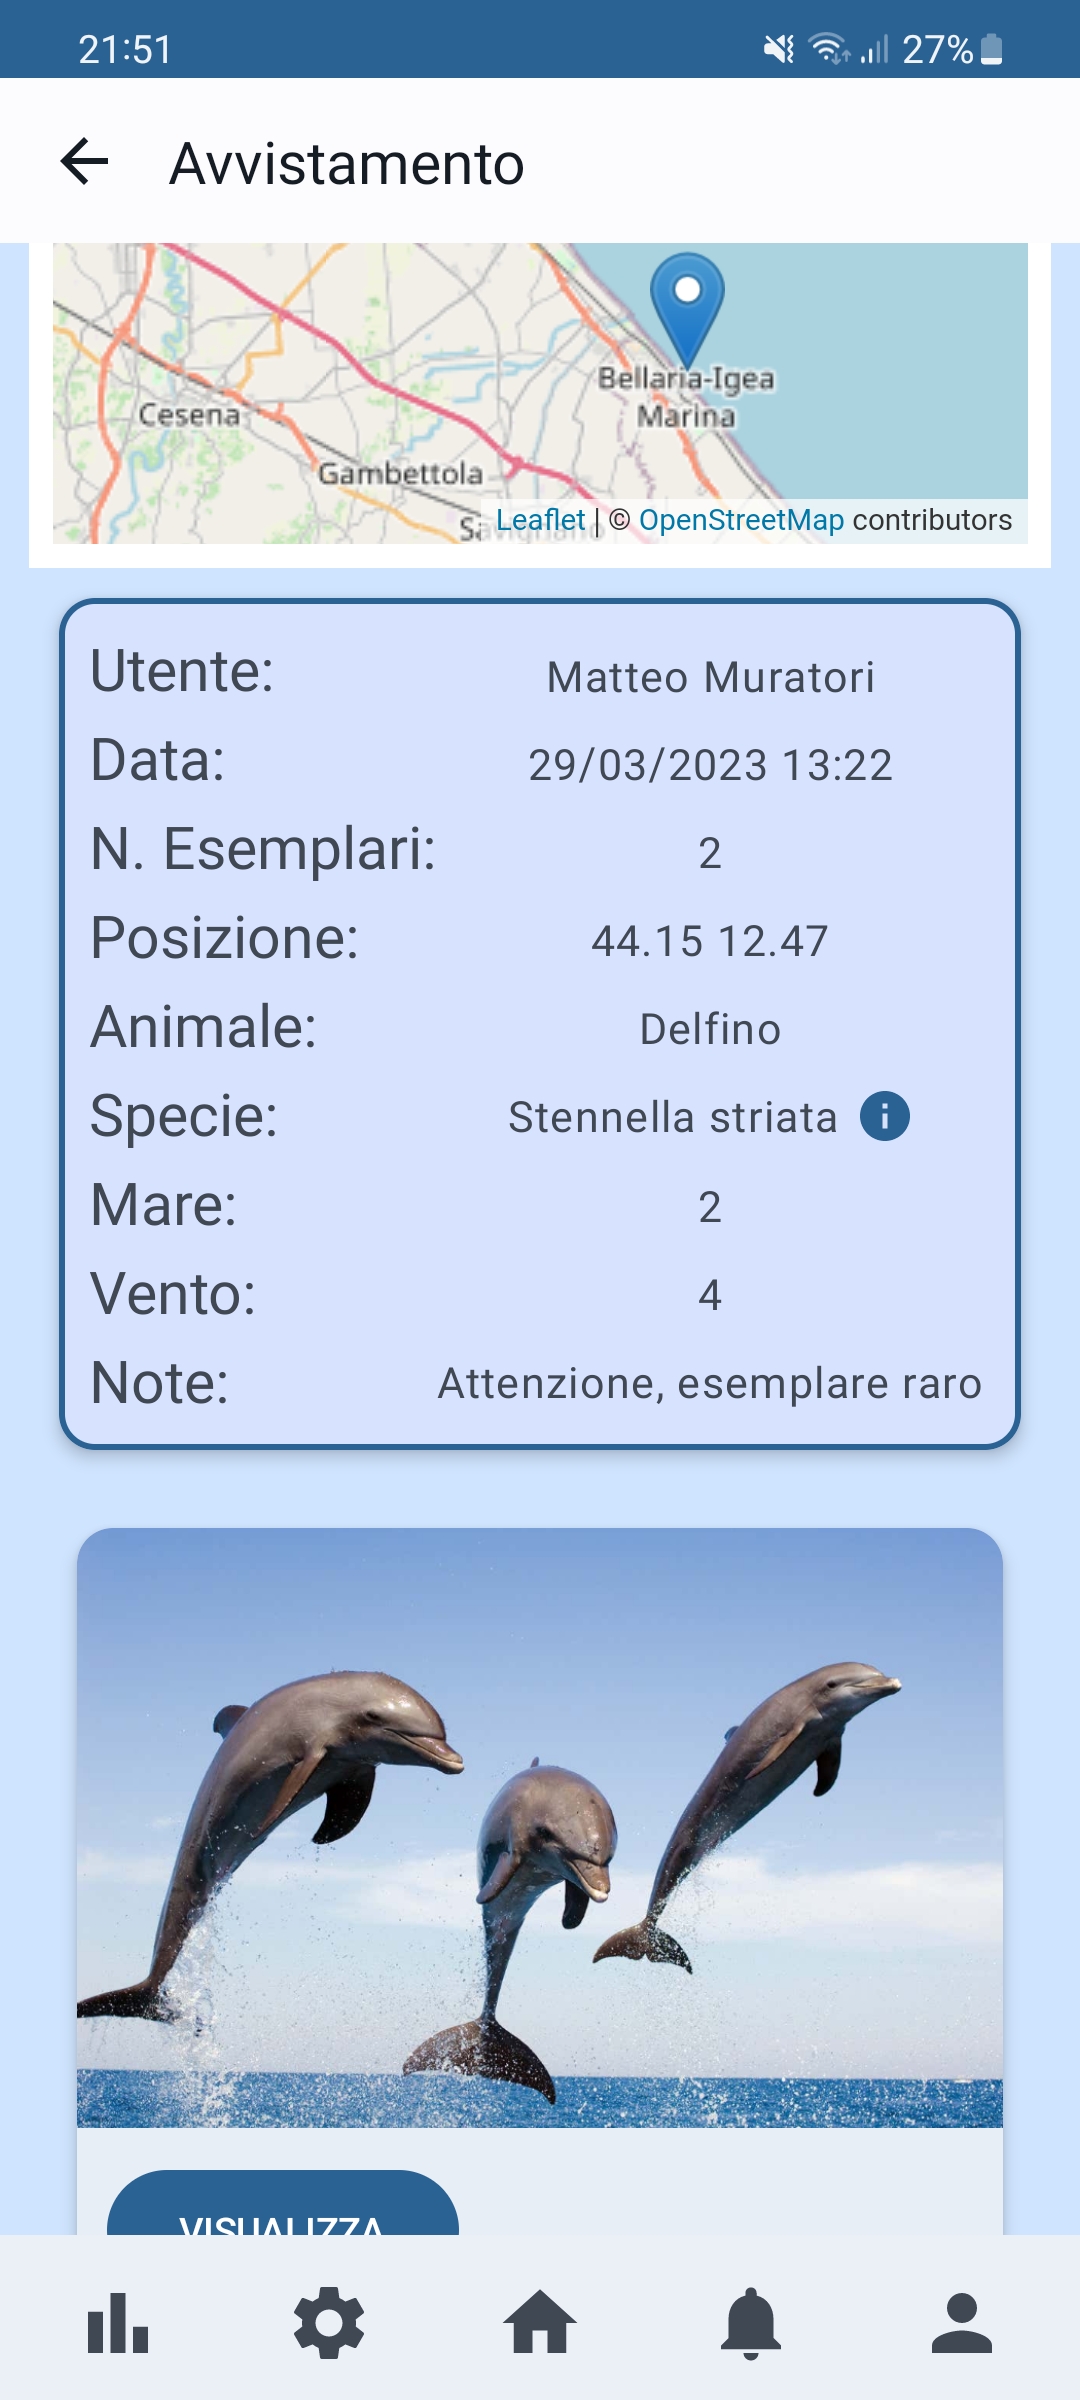 21:51
27%
Avvistamento
Bellaria-Igea
Marina
Cesena
Gambettola
Savignano
Leaflet | © OpenStreetMap contributors
Utente: Matteo Muratori
Data: 29/03/2023 13:22
N. Esemplari: 2
Posizione: 44.15 12.47
Animale: Delfino
Specie: Stennella striata
Mare: 2
Vento: 4
Note: Attenzione, esemplare raro
VISUALIZZA